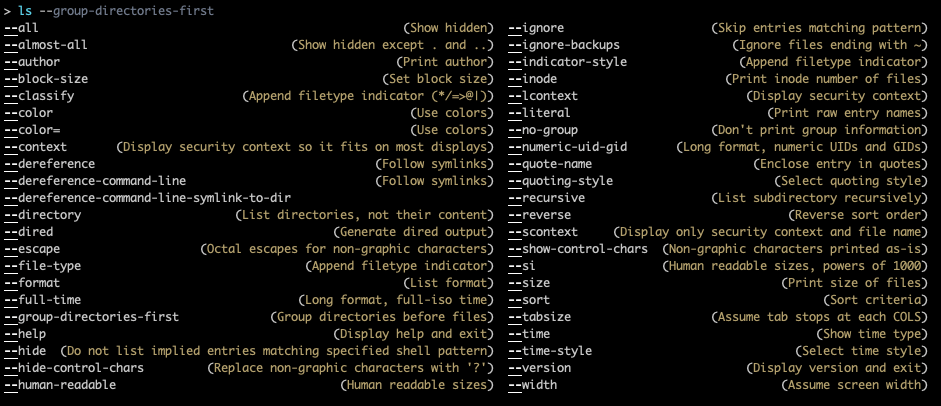 > ls --group-directories-first
--all (Show hidden) --ignore (Skip entries matching pattern)
--almost-all (Show hidden except . and ..) --ignore-backups (Ignore files ending with ~)
--author (Print author) --indicator-style (Append filetype indicator)
--block-size (Set block size) --inode (Print inode number of files)
--classify (Append filetype indicator (*/=>@|)) --lcontext (Display security context)
--color (Use colors) --literal (Print raw entry names)
--color= (Use colors) --no-group (Don't print group information)
--context (Display security context so it fits on most displays) --numeric-uid-gid (Long format, numeric UIDs and GIDs)
--dereference (Follow symlinks) --quote-name (Enclose entry in quotes)
--dereference-command-line (Follow symlinks) --quoting-style (Select quoting style)
--dereference-command-line-symlink-to-dir --recursive (List subdirectory recursively)
--directory (List directories, not their content) --reverse (Reverse sort order)
--dired (Generate dired output) --scontext (Display only security context and file name)
--escape (Octal escapes for non-graphic characters) --show-control-chars (Non-graphic characters printed as-is)
--file-type (Append filetype indicator) --si (Human readable sizes, powers of 1000)
--format (List format) --size (Print size of files)
--full-time (Long format, full-iso time) --sort (Sort criteria)
--group-directories-first (Group directories before files) --tabsize (Assume tab stops at each COLS)
--help (Display help and exit) --time (Show time type)
--hide (Do not list implied entries matching specified shell pattern) --time-style (Select time style)
--hide-control-chars (Replace non-graphic characters with '?') --version (Display version and exit)
--human-readable (Human readable sizes) --width (Assume screen width)